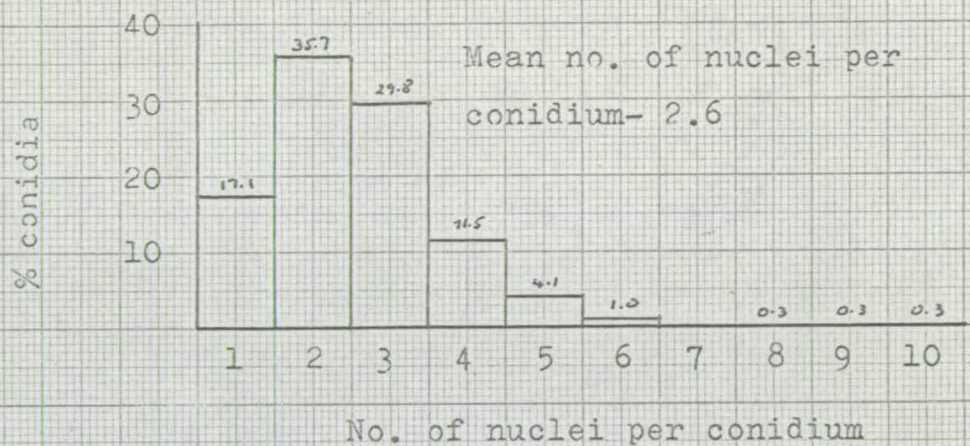 40
35.7
Mean no. of nuclei per
29.8
30
conidium- 2.6
% conidia
20
17.1
11.5
10
4.1
1.0
0.3 0.3 0.3
1 2 3 4 5 6 7 8 9 10
No. of nuclei per conidium